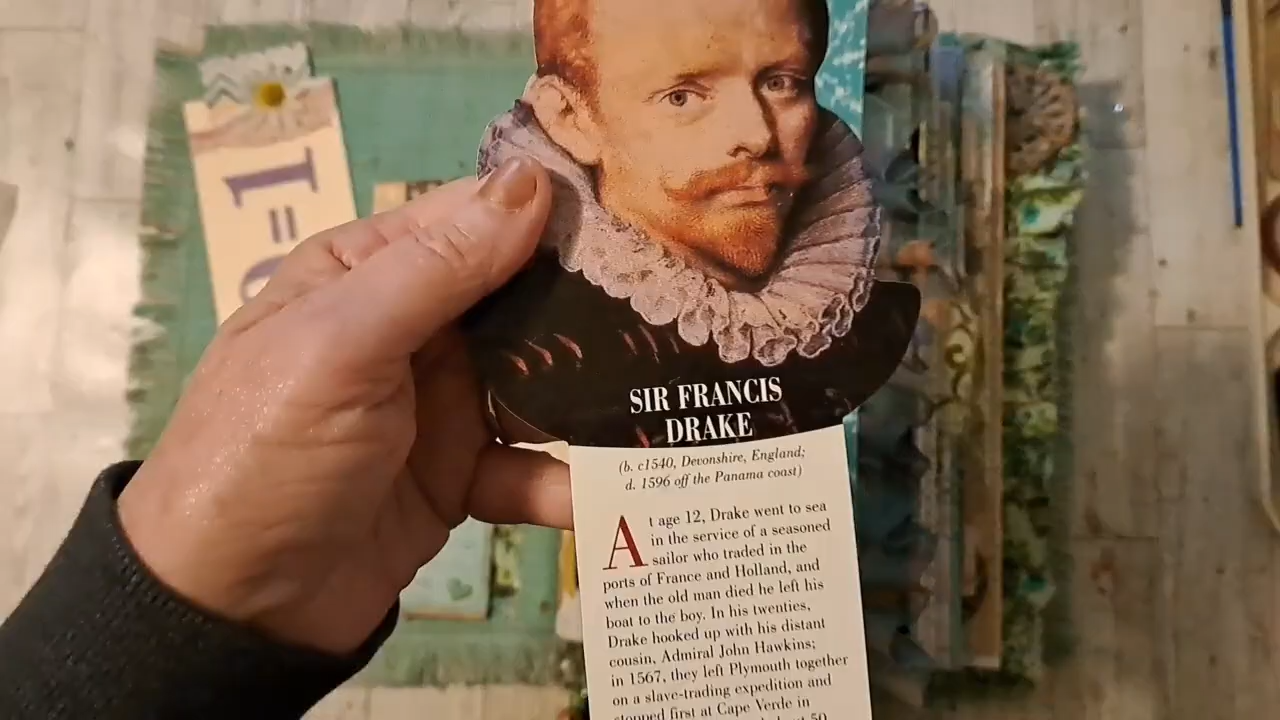 1=0
SIR FRANCIS
DRAKE
(b. c1540, Devonshire, England;
d. 1596 off the Panama coast)
At age 12, Drake went to sea
in the service of a seasoned
sailor who traded in the
ports of France and Holland, and
when the old man died he left his
boat to the boy. In his twenties,
Drake hooked up with his distant
cousin, Admiral John Hawkins;
in 1567, they left Plymouth together
on a slave-trading expedition and
stopped first at Cape Verde in
50